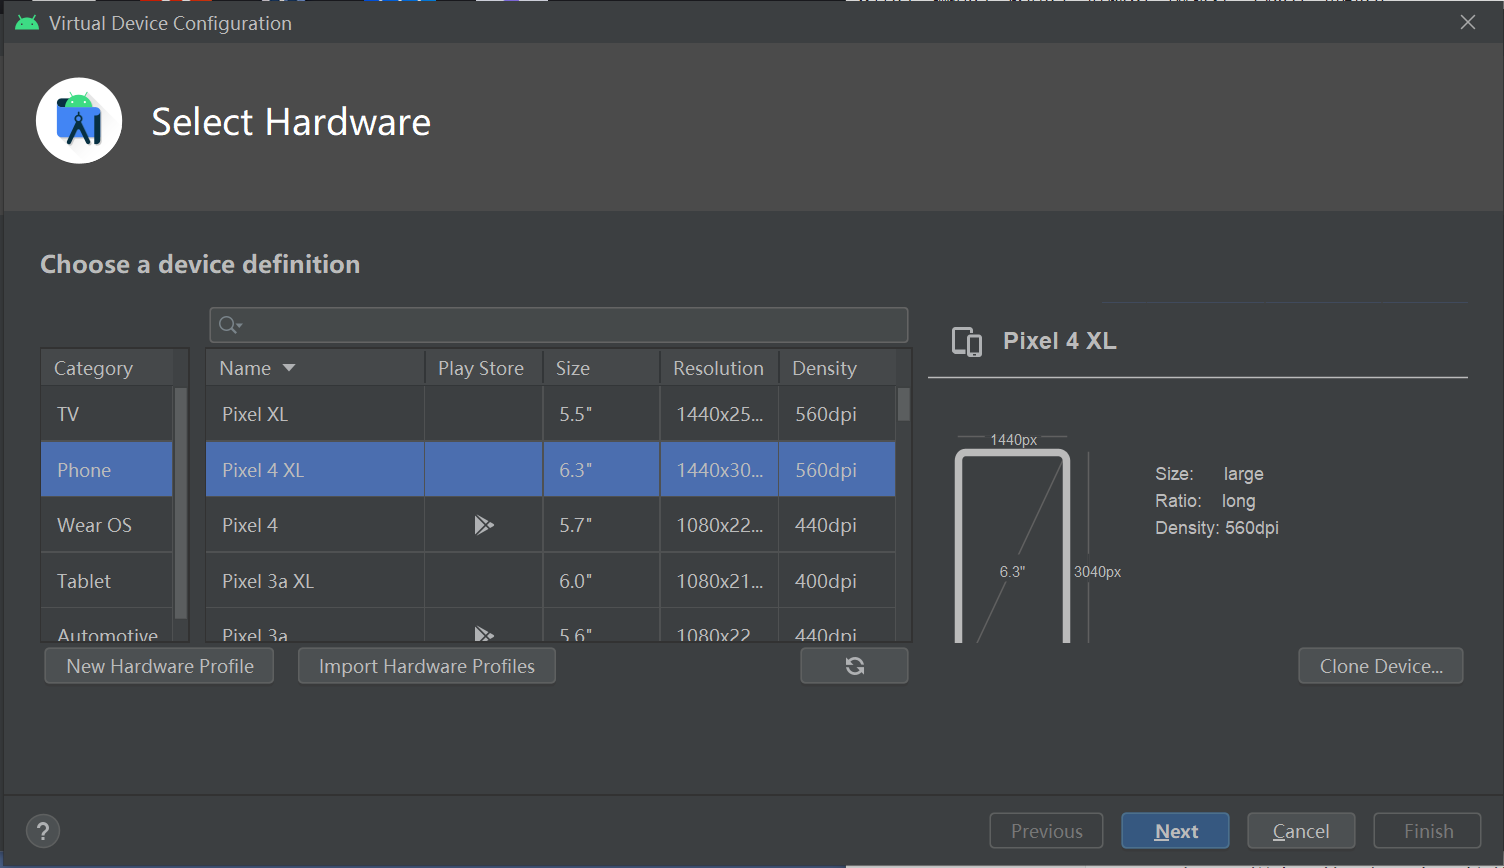 Virtual Device Configuration
Select Hardware
Choose a device definition
Category
TV
Phone
Wear OS
Tablet
Automotive
Name Play Store Size Resolution Density
Pixel XL 5.5" 1440x25... 560dpi
Pixel 4 XL 6.3" 1440x30... 560dpi
Pixel 4 5.7" 1080x22... 440dpi
Pixel 3a XL 6.0" 1080x21... 400dpi
Pixel 3a 5.6" 1080x22 440dpi
Pixel 4 XL
1440px
6.3"
3040px
Size: large
Ratio: long
Density: 560dpi
New Hardware Profile Import Hardware Profiles Clone Device...
? Previous Next Cancel Finish